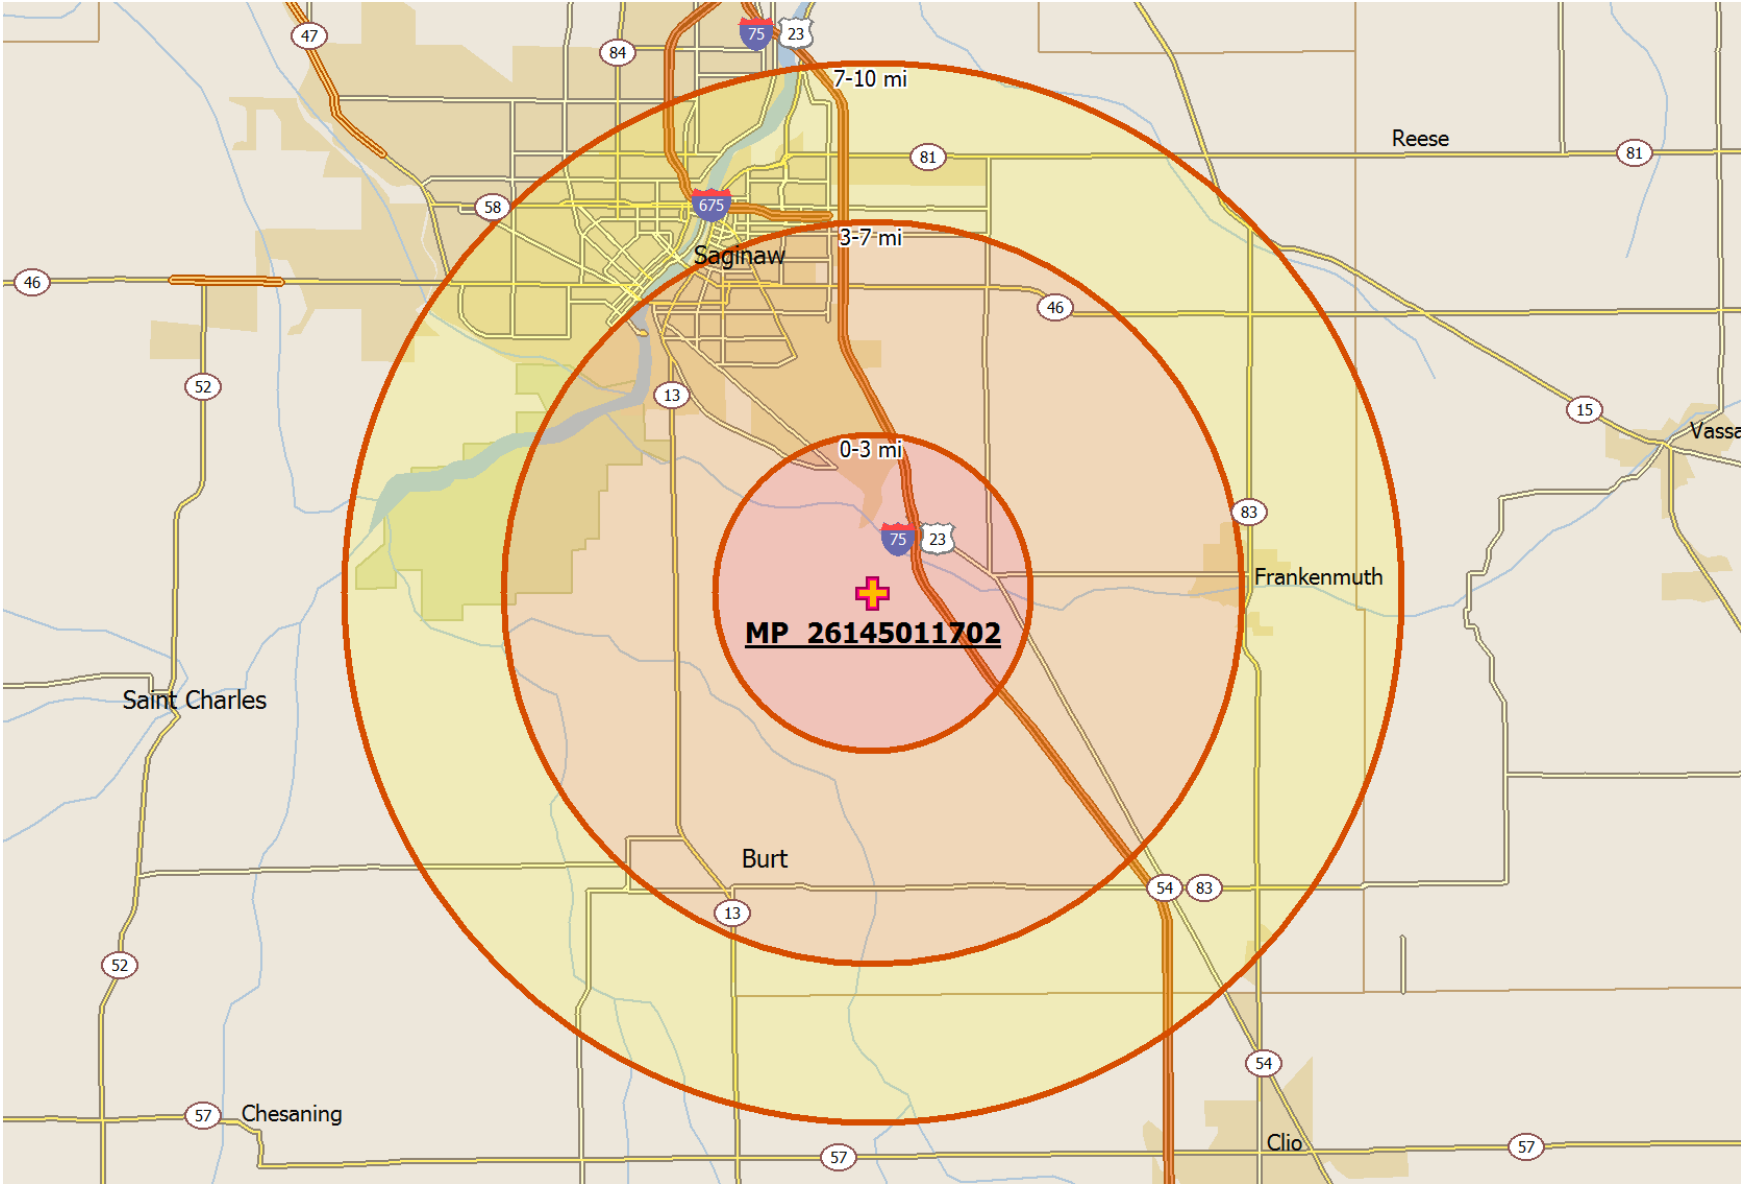 75
23
47
84
7-10 mi
Reese
81
81
58
675
3-7 mi
Saginaw
46
46
52
13
15
Vassa
0-3 mi
83
75
23
Frankenmuth
MP_26145011702
Saint Charles
Burt
54
83
13
52
54
57
Chesaning
Clio
57
57